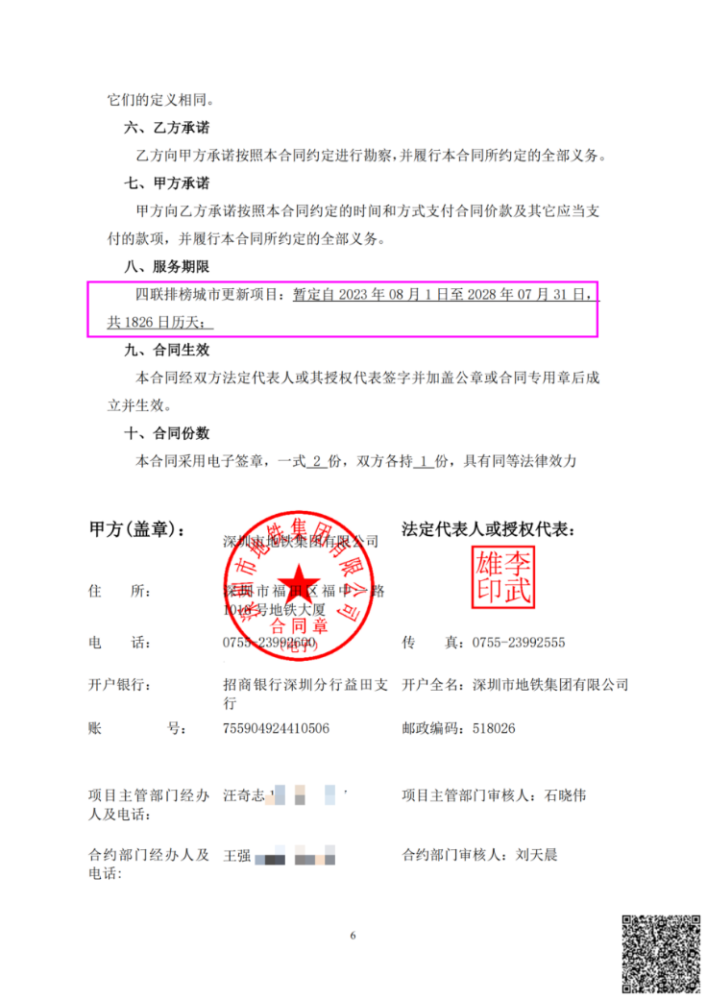 它们的定义相同。
六、乙方承诺
乙方向甲方承诺按照本合同约定进行勘察,并履行本合同所约定的全部义务。
七、甲方承诺
甲方向乙方承诺按照本合同约定的时间和方式支付合同价款及其它应当支
付的款项，并履行本合同所约定的全部义务。
八、服务期限
四联排榜城市更新项目：暂定自 2023 年 08 月 1 日至 2028 年 07 月 31 日，
共 1826 日历天；
九、合同生效
本合同经双方法定代表人或其授权代表签字并加盖公章或合同专用章后成
立并生效。
十、合同份数
本合同采用电子签章，一式 2 份，双方各持 1 份，具有同等法律效力
甲方(盖章)：
深圳市地铁集团有限公司
法定代表人或授权代表：
深圳市地铁集团有限公司
合同章
(电子)
李武
雄印
住 所：
深圳市福田区福中一路
1016 号地铁大厦
电 话：
0755-23992600
传 真：0755-23992555
开户银行：
招商银行深圳分行益田支
行
开户全名：深圳市地铁集团有限公司
账 号：
755904924410506
邮政编码：518026
项目主管部门经办
人及电话：
汪奇志
项目主管部门审核人：石晓伟
合约部门经办人及
电话：
王强
合约部门审核人：刘天晨
6